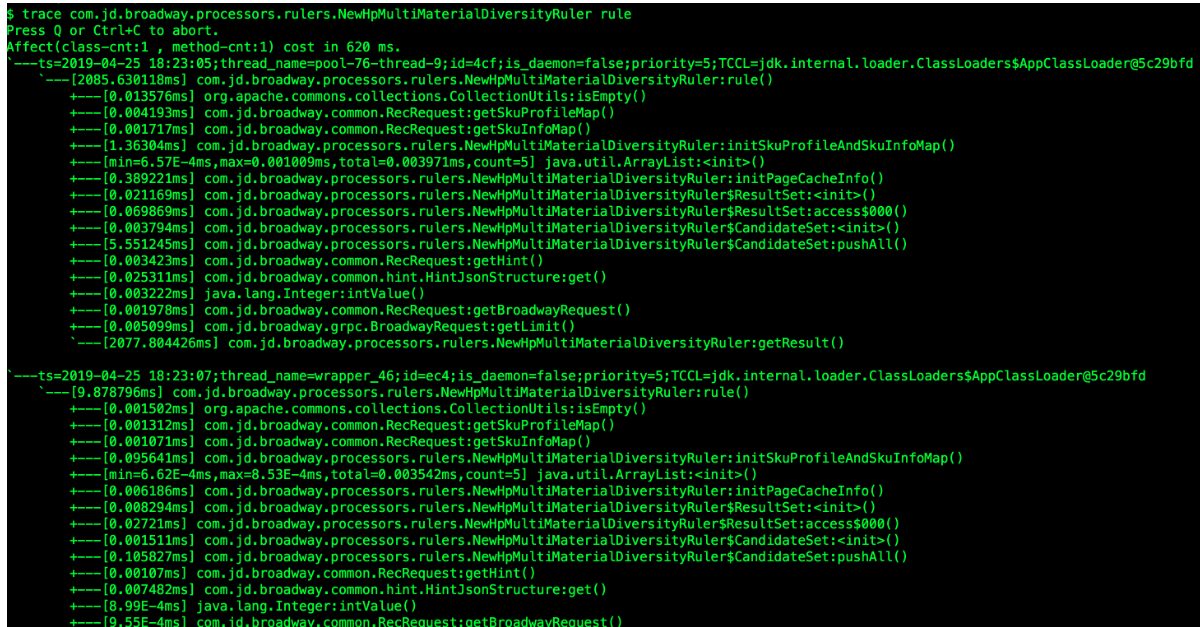 $ trace com.jd.broadway.processors.rulers.NewHpMultiMaterialDiversityRuler rule
Press Q or Ctrl+C to abort.
Affect(class-cnt:1 , method-cnt:1) cost in 620 ms.
`---ts=2019-04-25 18:23:05;thread_name=pool-76-thread-9;id=4cf;is_daemon=false;priority=5;TCCL=jdk.internal.loader.ClassLoaders$AppClassLoader@5c29bfd
    `---[2085.630118ms] com.jd.broadway.processors.rulers.NewHpMultiMaterialDiversityRuler:rule()
        +---[0.013576ms] org.apache.commons.collections.CollectionUtils:isEmpty()
        +---[0.004193ms] com.jd.broadway.common.RecRequest:getSkuProfileMap()
        +---[0.001717ms] com.jd.broadway.common.RecRequest:getSkuInfoMap()
        +---[1.36304ms] com.jd.broadway.processors.rulers.NewHpMultiMaterialDiversityRuler:initSkuProfileAndSkuInfoMap()
        +---[min=6.57E-4ms,max=0.001009ms,total=0.003971ms,count=5] java.util.ArrayList:<init>()
        +---[0.389221ms] com.jd.broadway.processors.rulers.NewHpMultiMaterialDiversityRuler:initPageCacheInfo()
        +---[0.021169ms] com.jd.broadway.processors.rulers.NewHpMultiMaterialDiversityRuler$ResultSet:<init>()
        +---[0.069869ms] com.jd.broadway.processors.rulers.NewHpMultiMaterialDiversityRuler$ResultSet:access$000()
        +---[0.003794ms] com.jd.broadway.processors.rulers.NewHpMultiMaterialDiversityRuler$CandidateSet:<init>()
        +---[5.551245ms] com.jd.broadway.processors.rulers.NewHpMultiMaterialDiversityRuler$CandidateSet:pushAll()
        +---[0.003423ms] com.jd.broadway.common.RecRequest:getHint()
        +---[0.025311ms] com.jd.broadway.common.hint.HintJsonStructure:get()
        +---[0.003222ms] java.lang.Integer:intValue()
        +---[0.001978ms] com.jd.broadway.common.RecRequest:getBroadwayRequest()
        +---[0.005099ms] com.jd.broadway.grpc.BroadwayRequest:getLimit()
        `---[2077.804426ms] com.jd.broadway.processors.rulers.NewHpMultiMaterialDiversityRuler:getResult()
`---ts=2019-04-25 18:23:07;thread_name=wrapper_46;id=ec4;is_daemon=false;priority=5;TCCL=jdk.internal.loader.ClassLoaders$AppClassLoader@5c29bfd
    `---[9.878796ms] com.jd.broadway.processors.rulers.NewHpMultiMaterialDiversityRuler:rule()
        +---[0.001502ms] org.apache.commons.collections.CollectionUtils:isEmpty()
        +---[0.001312ms] com.jd.broadway.common.RecRequest:getSkuProfileMap()
        +---[0.001071ms] com.jd.broadway.common.RecRequest:getSkuInfoMap()
        +---[0.095641ms] com.jd.broadway.processors.rulers.NewHpMultiMaterialDiversityRuler:initSkuProfileAndSkuInfoMap()
        +---[min=6.62E-4ms,max=8.53E-4ms,total=0.003542ms,count=5] java.util.ArrayList:<init>()
        +---[0.006186ms] com.jd.broadway.processors.rulers.NewHpMultiMaterialDiversityRuler:initPageCacheInfo()
        +---[0.008294ms] com.jd.broadway.processors.rulers.NewHpMultiMaterialDiversityRuler$ResultSet:<init>()
        +---[0.02721ms] com.jd.broadway.processors.rulers.NewHpMultiMaterialDiversityRuler$ResultSet:access$000()
        +---[0.001511ms] com.jd.broadway.processors.rulers.NewHpMultiMaterialDiversityRuler$CandidateSet:<init>()
        +---[0.105827ms] com.jd.broadway.processors.rulers.NewHpMultiMaterialDiversityRuler$CandidateSet:pushAll()
        +---[0.00107ms] com.jd.broadway.common.RecRequest:getHint()
        +---[0.007482ms] com.jd.broadway.common.hint.HintJsonStructure:get()
        +---[8.99E-4ms] java.lang.Integer:intValue()
        +---[9.55E-4ms] com.jd.broadway.common.RecRequest:getBroadwayRequest()